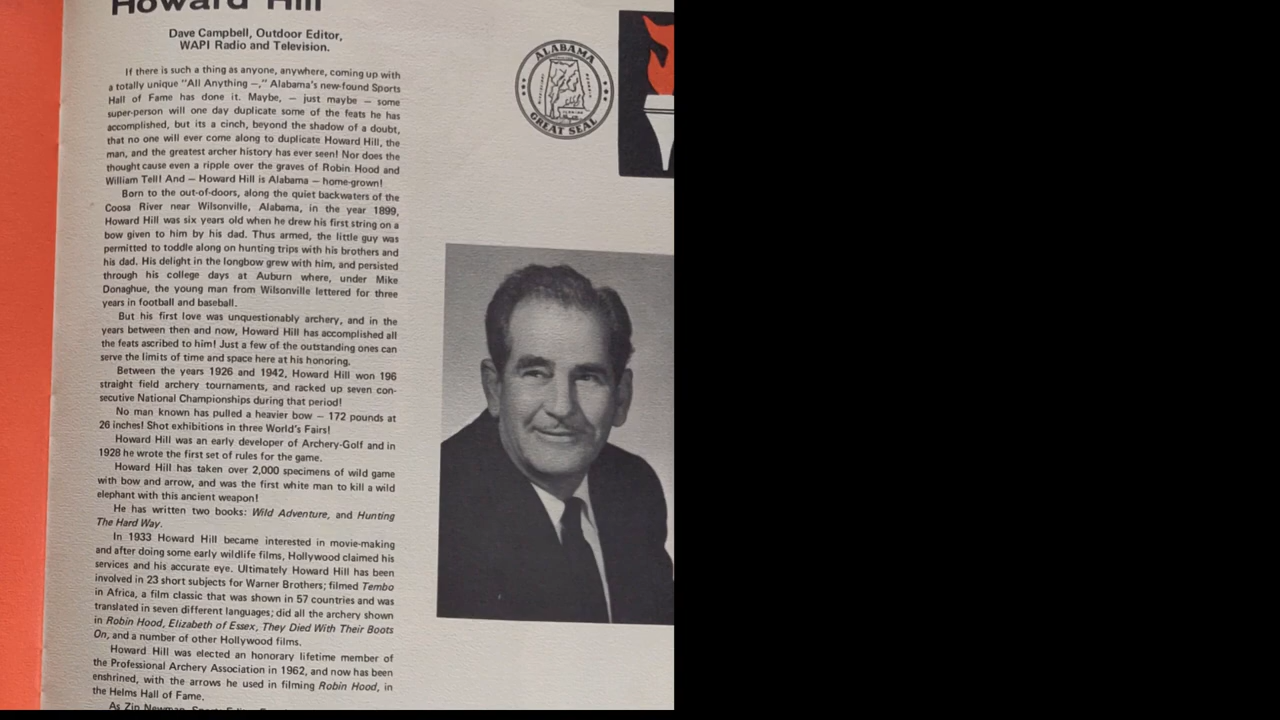 Howard Hill
Dave Campbell, Outdoor Editor,
WAPI Radio and Television.
If there is such a thing as anyone, anywhere, coming up with
a totally unique "All Anything —," Alabama's new-found Sports
Hall of Fame has done it. Maybe, — just maybe — some
super-person will one day duplicate some of the feats he has
accomplished, but its a cinch, beyond the shadow of a doubt,
that no one will ever come along to duplicate Howard Hill, the
man, and the greatest archer history has ever seen! Nor does the
thought cause even a ripple over the graves of Robin Hood and
William Tell! And — Howard Hill is Alabama — home-grown!
Born to the out-of-doors, along the quiet backwaters of the
Coosa River near Wilsonville, Alabama, in the year 1899,
Howard Hill was six years old when he drew his first string on a
bow given to him by his dad. Thus armed, the little guy was
permitted to toddle along on hunting trips with his brothers and
his dad. His delight in the longbow grew with him, and persisted
through his college days at Auburn where, under Mike
Donaghue, the young man from Wilsonville lettered for three
years in football and baseball.
But his first love was unquestionably archery, and in the
years between then and now, Howard Hill has accomplished all
the feats ascribed to him! Just a few of the outstanding ones can
serve the limits of time and space here at his honoring.
Between the years 1926 and 1942, Howard Hill won 196
straight field archery tournaments, and racked up seven con-
secutive National Championships during that period!
No man known has pulled a heavier bow — 172 pounds at
26 inches! Shot exhibitions in three World's Fairs!
Howard Hill was an early developer of Archery-Golf and in
1928 he wrote the first set of rules for the game.
Howard Hill has taken over 2,000 specimens of wild game
with bow and arrow, and was the first white man to kill a wild
elephant with this ancient weapon!
He has written two books: Wild Adventure, and Hunting
The Hard Way.
In 1933 Howard Hill became interested in movie-making
and after doing some early wildlife films, Hollywood claimed his
services and his accurate eye. Ultimately Howard Hill has been
involved in 23 short subjects for Warner Brothers; filmed Tembo
in Africa, a film classic that was shown in 57 countries and was
translated in seven different languages; did all the archery shown
in Robin Hood, Elizabeth of Essex, They Died With Their Boots
On, and a number of other Hollywood films.
Howard Hill was elected an honorary lifetime member of
the Professional Archery Association in 1962, and now has been
enshrined, with the arrows he used in filming Robin Hood, in
the Helms Hall of Fame.
As Zip Newman, Sports Editor
ALABAMA
GREAT SEAL